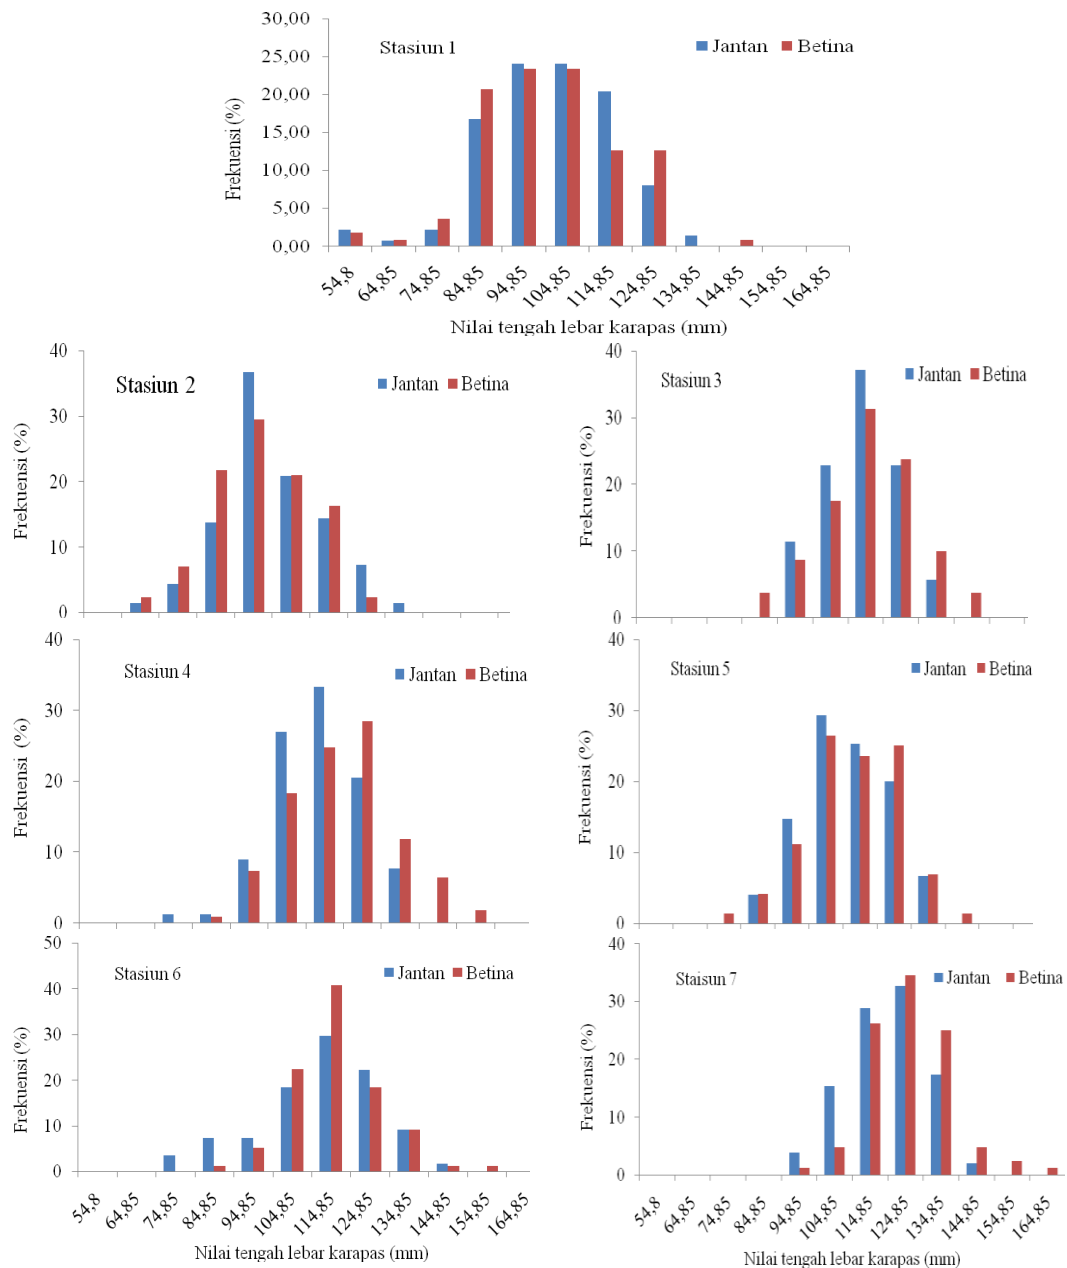 Stasiun 1
Jantan Betina
30,00
25,00
20,00
15,00
10,00
5,00
0,00
Frekuensi (%)
54,8 64,85 74,85 84,85 94,85 104,85 114,85 124,85 134,85 144,85 154,85 164,85
Nilai tengah lebar karapas (mm)
Stasiun 2
Jantan Betina
40
30
20
10
0
Frekuensi (%)
Stasiun 3
Jantan Betina
40
30
20
10
0
Frekuensi (%)
Stasiun 4
Jantan Betina
40
30
20
10
0
Frekuensi (%)
Stasiun 5
Jantan Betina
40
30
20
10
0
Frekuensi (%)
Stasiun 6
Jantan Betina
50
40
30
20
10
0
Frekuensi (%)
54,8 64,85 74,85 84,85 94,85 104,85 114,85 124,85 134,85 144,85 154,85 164,85
Nilai tengah lebar karapas (mm)
Staisun 7
Jantan Betina
40
30
20
10
0
Frekuensi (%)
54,8 64,85 74,85 84,85 94,85 104,85 114,85 124,85 134,85 144,85 154,85 164,85
Nilai tengah lebar karapas (mm)